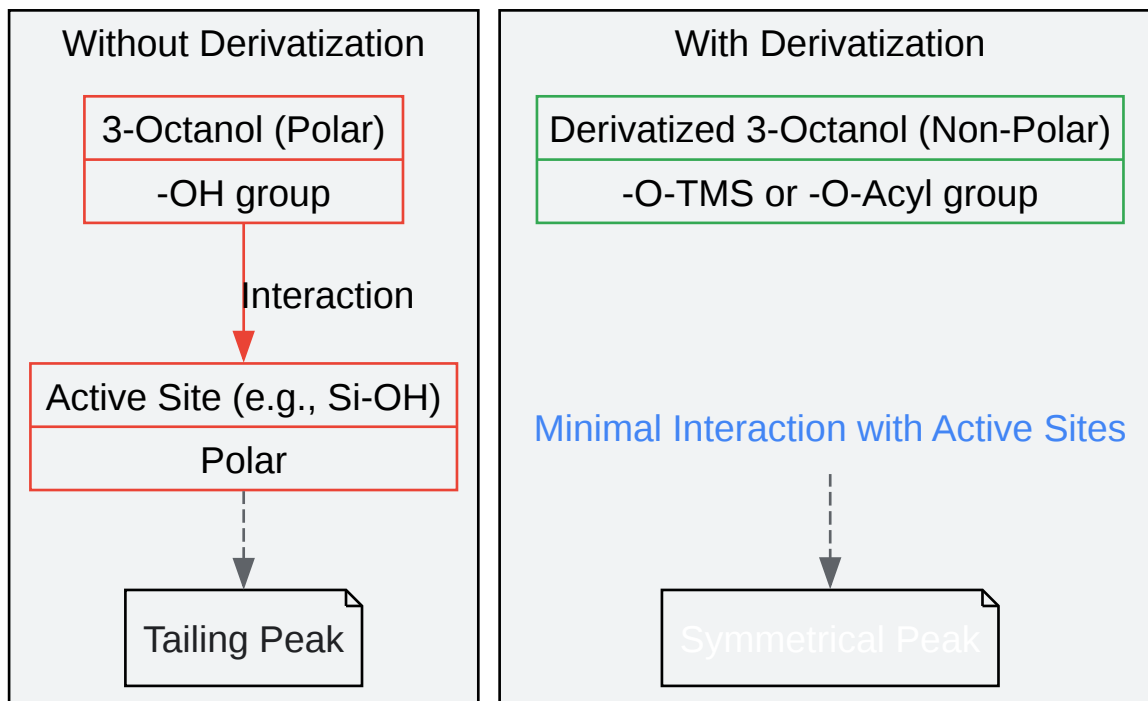 Without Derivatization
3-Octanol (Polar)
-OH group
Interaction
Active Site (e.g., Si-OH)
Polar
Tailing Peak
With Derivatization
Derivatized 3-Octanol (Non-Polar)
-O-TMS or -O-Acyl group
Minimal Interaction with Active Sites
Symmetrical Peak